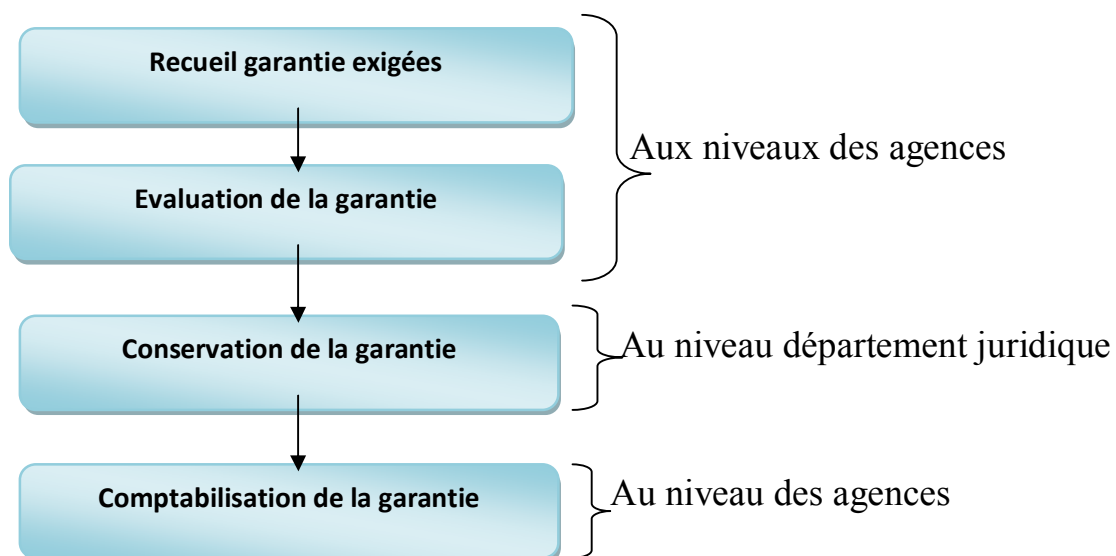 Recueil garantie exigées
Aux niveaux des agences
Evaluation de la garantie
Conservation de la garantie
Au niveau département juridique
Comptabilisation de la garantie
Au niveau des agences